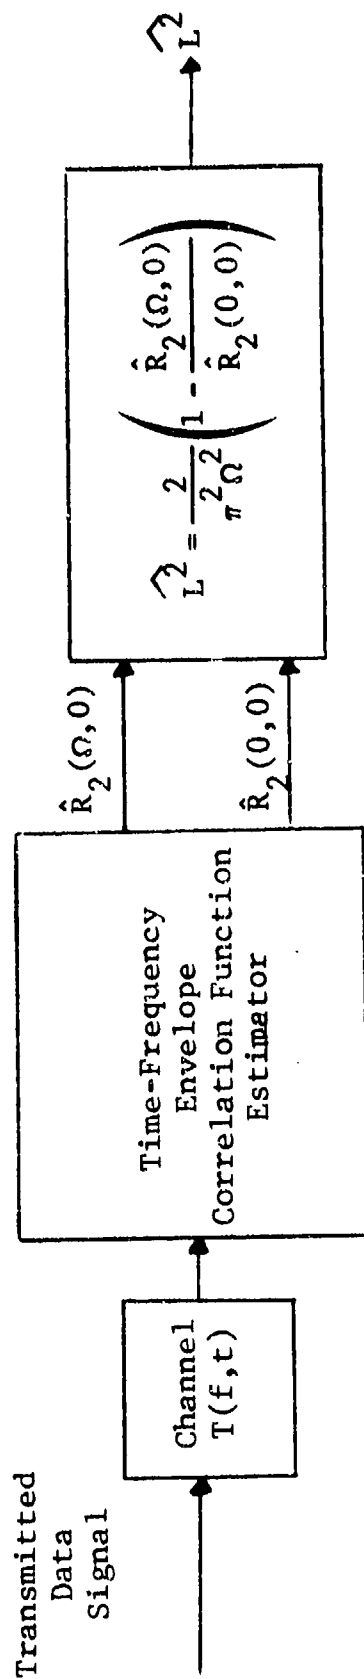 Transmitted
Data
Signal
Channel
T(f,t)
Time-Frequency
Envelope
Correlation Function
Estimator
R̂₂(Ω,0)
R̂₂(0,0)
L̂² = 2/(π²Ω²) (1 - R̂₂(Ω,0)/R̂₂(0,0))
L̂²